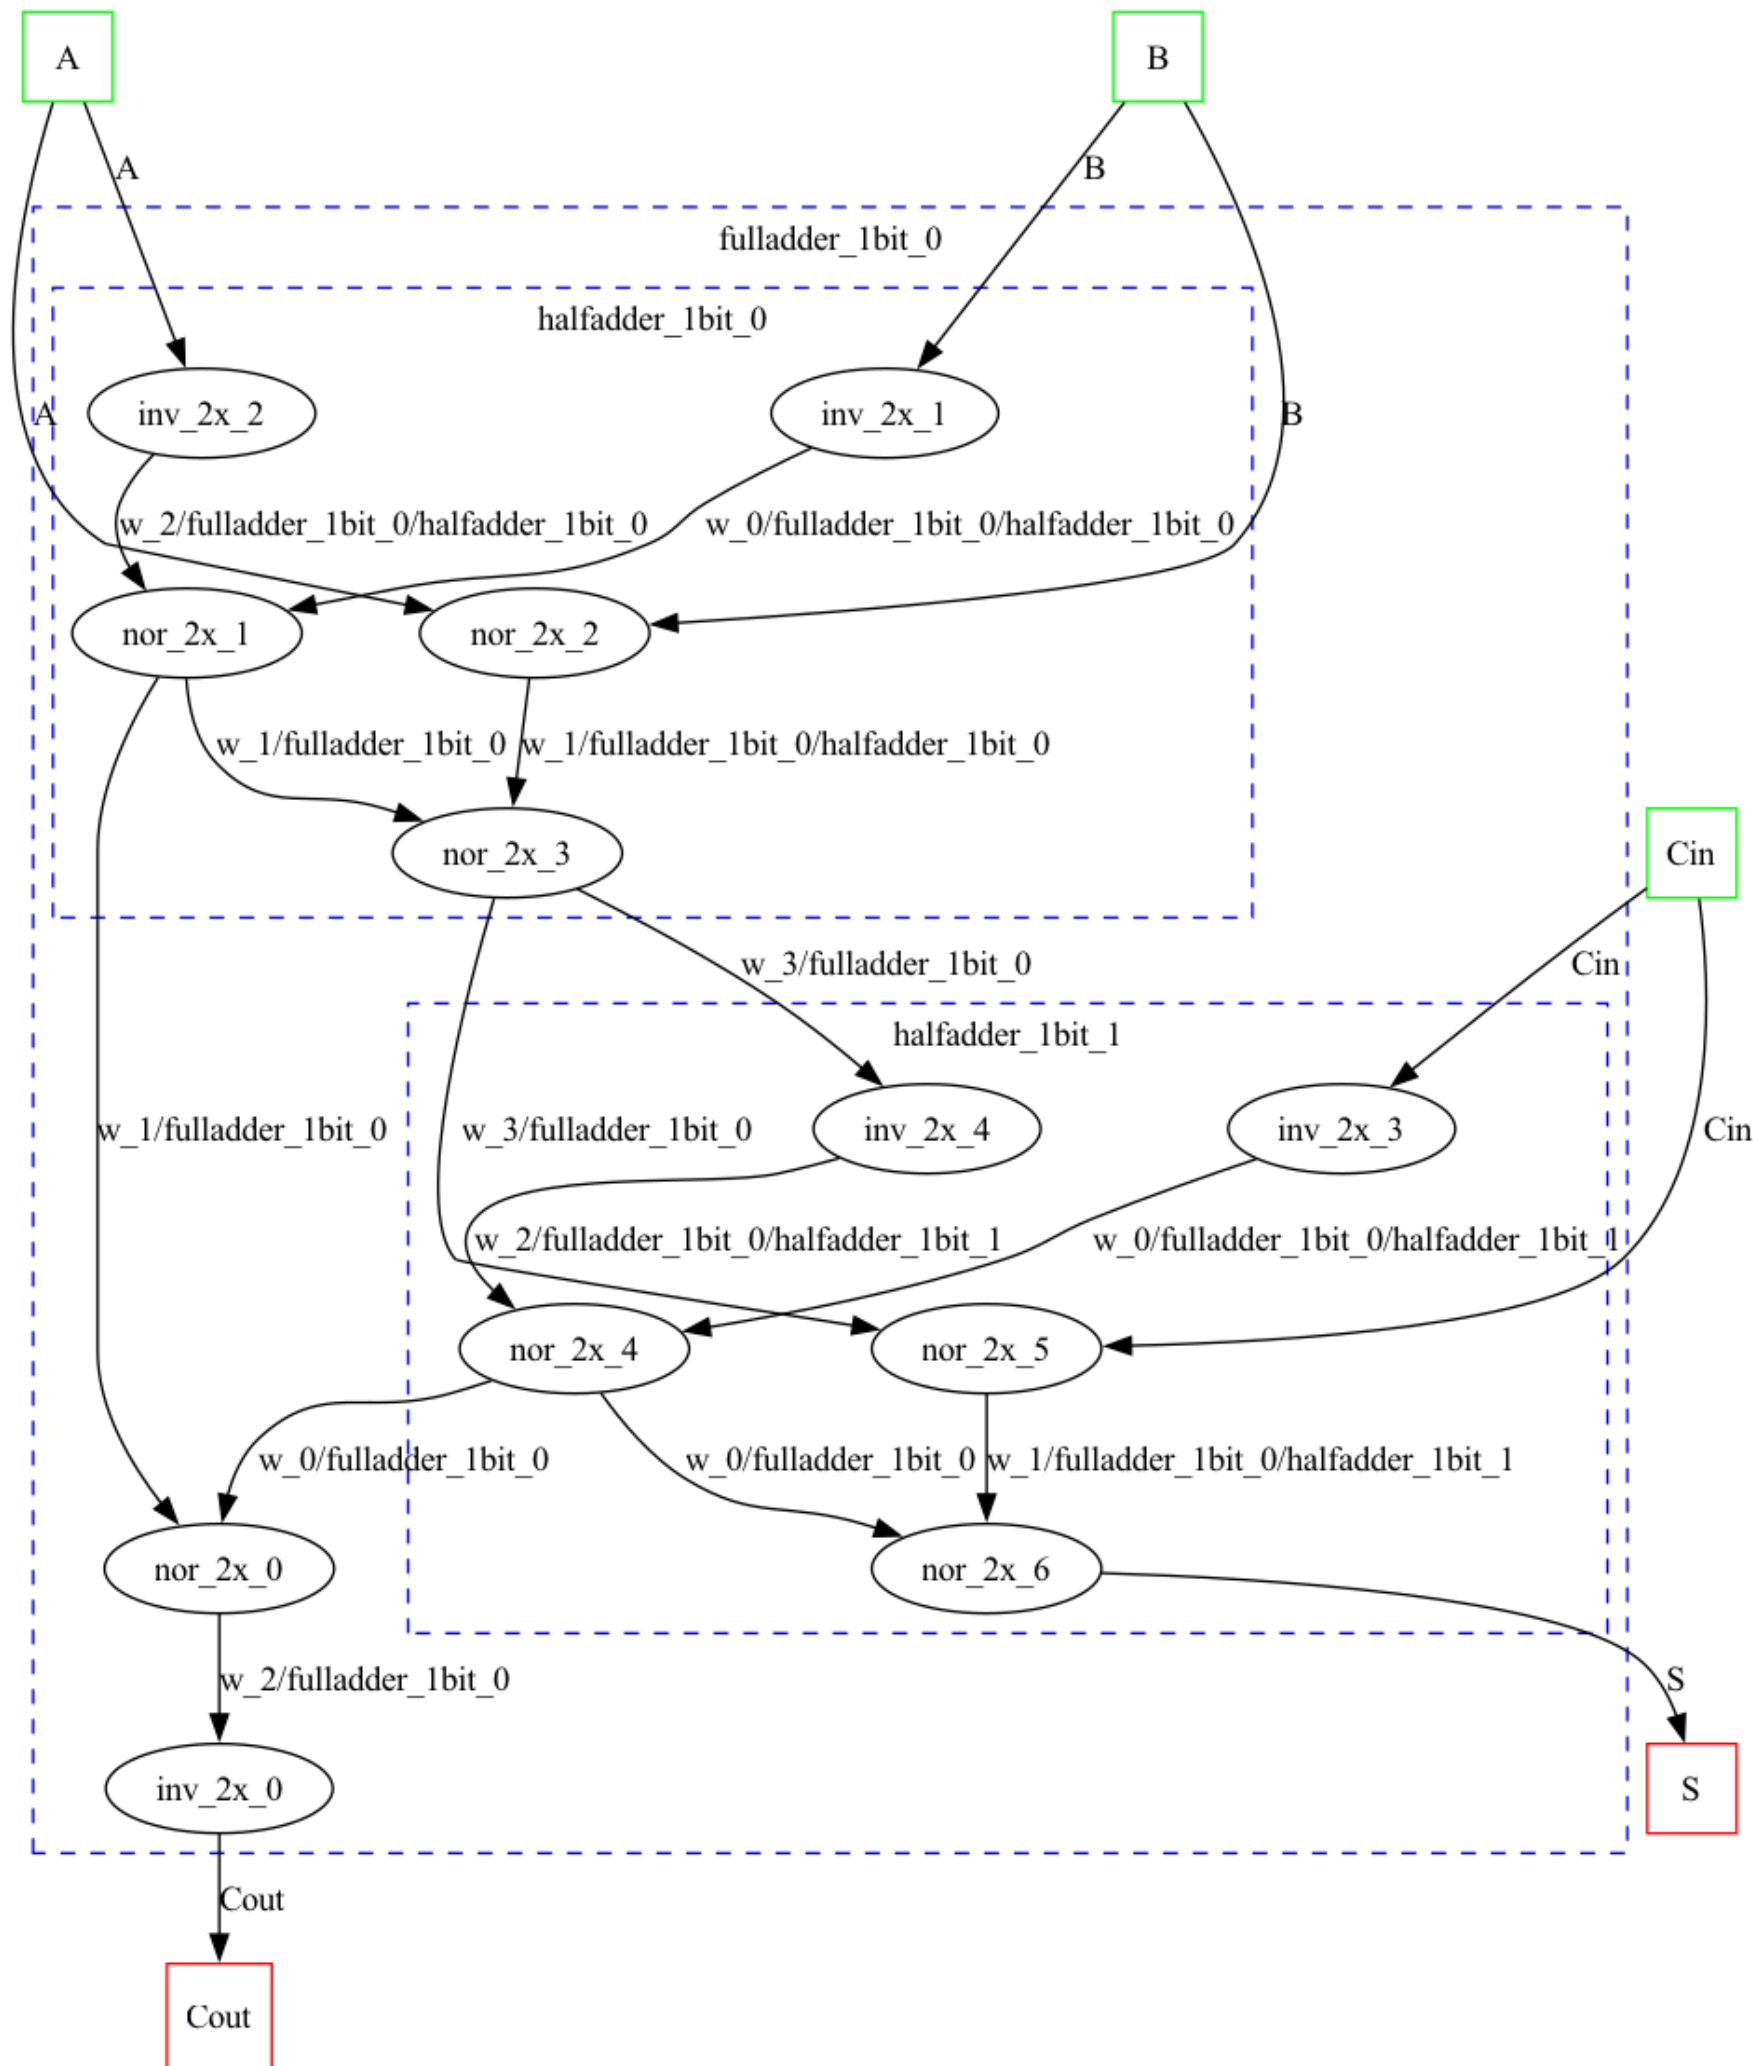 A
B
A
B
fulladder_1bit_0
halfadder_1bit_0
A
inv_2x_2
inv_2x_1
B
w_2/fulladder_1bit_0/halfadder_1bit_0
w_0/fulladder_1bit_0/halfadder_1bit_0
nor_2x_1
nor_2x_2
w_1/fulladder_1bit_0
w_1/fulladder_1bit_0/halfadder_1bit_0
nor_2x_3
Cin
w_3/fulladder_1bit_0
Cin
halfadder_1bit_1
w_1/fulladder_1bit_0
w_3/fulladder_1bit_0
inv_2x_4
inv_2x_3
Cin
w_2/fulladder_1bit_0/halfadder_1bit_1
w_0/fulladder_1bit_0/halfadder_1bit_1
nor_2x_4
nor_2x_5
w_0/fulladder_1bit_0
w_0/fulladder_1bit_0
w_1/fulladder_1bit_0/halfadder_1bit_1
nor_2x_0
nor_2x_6
w_2/fulladder_1bit_0
S
inv_2x_0
S
Cout
Cout